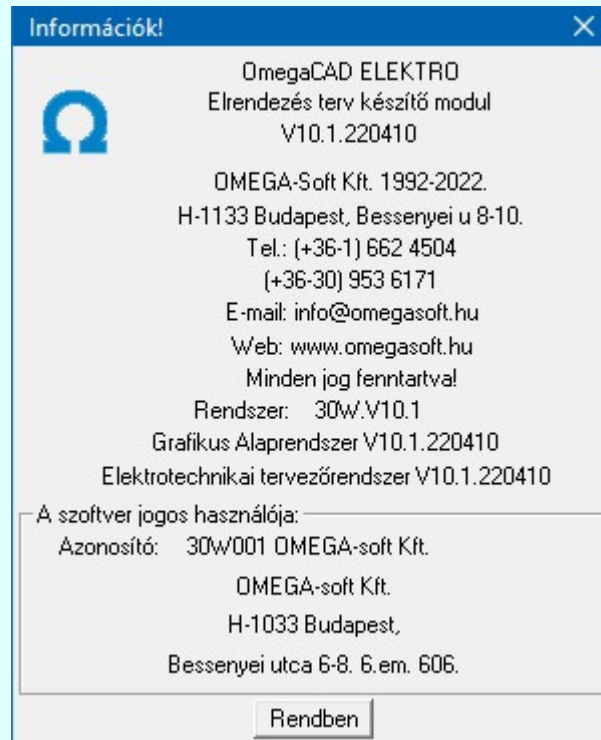 Információk!
OmegaCAD ELEKTRO
Elrendezés terv készítő modul
V10.1.220410
OMEGA-Soft Kft. 1992-2022.
H-1133 Budapest, Bessenyei u 8-10.
Tel.: (+36-1) 662 4504
(+36-30) 953 6171
E-mail: info@omegasoft.hu
Web: www.omegasoft.hu
Minden jog fenntartva!
Rendszer: 30W.V10.1
Grafikus Alaprendszer V10.1.220410
Elektrotechnikai tervezőrendszer V10.1.220410
A szoftver jogos használója:
Azonosító: 30W001 OMEGA-soft Kft.
OMEGA-soft Kft.
H-1033 Budapest,
Bessenyei utca 6-8. 6.em. 606.
Rendben